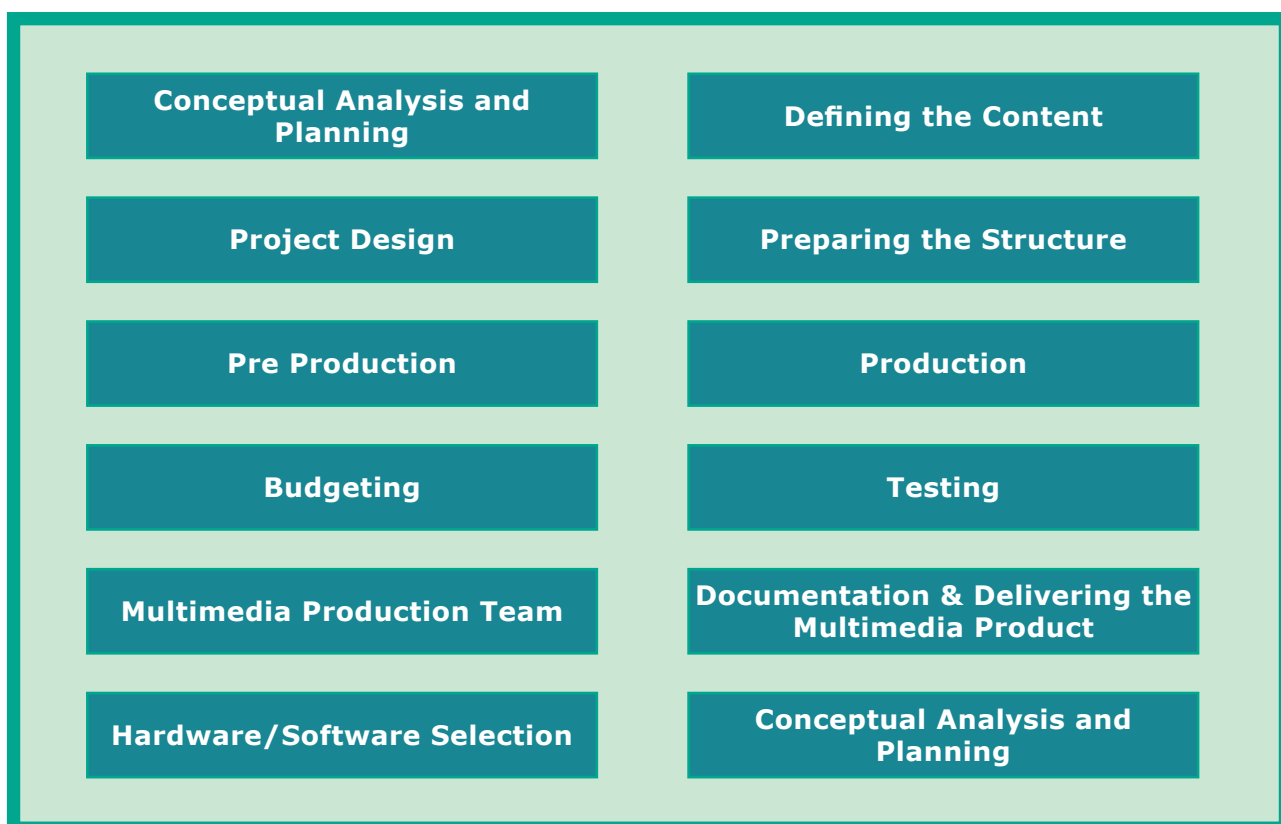 Conceptual Analysis and
Planning
Defining the Content
Project Design
Preparing the Structure
Pre Production
Production
Budgeting
Testing
Multimedia Production Team
Documentation & Delivering the
Multimedia Product
Hardware/Software Selection
Conceptual Analysis and
Planning